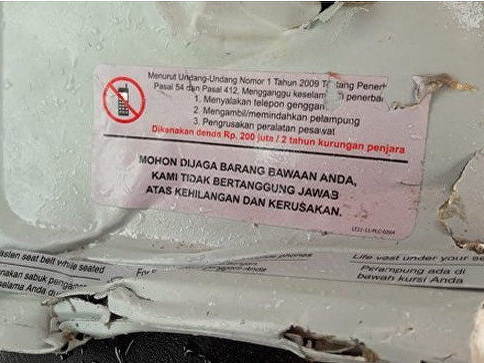 Menurut Undang-Undang Nomor 1 Tahun 2009
Pasal 54 dan Pasal 412, Mengganggu
1. Menyalakan telepon
2. Mengambil/memindahkan pelampung
3. Pengrusakan peralatan pesawat
Dikenakan denda Rp. 200 juta / 2 tahun kurungan penjara
MOHON DIJAGA BARANG BAWAAN ANDA,
KAMI TIDAK BERTANGGUNG JAWAB
ATAS KEHILANGAN DAN KERUSAKAN.
seat belt while seated
sabuk
Anda
Anda
Life vest under your
Pelampung ada di
bawah kursi Anda